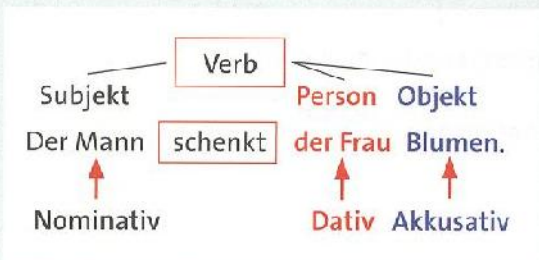 Verb
Subjekt Person Objekt
Der Mann schenkt der Frau Blumen.
Nominativ Dativ Akkusativ